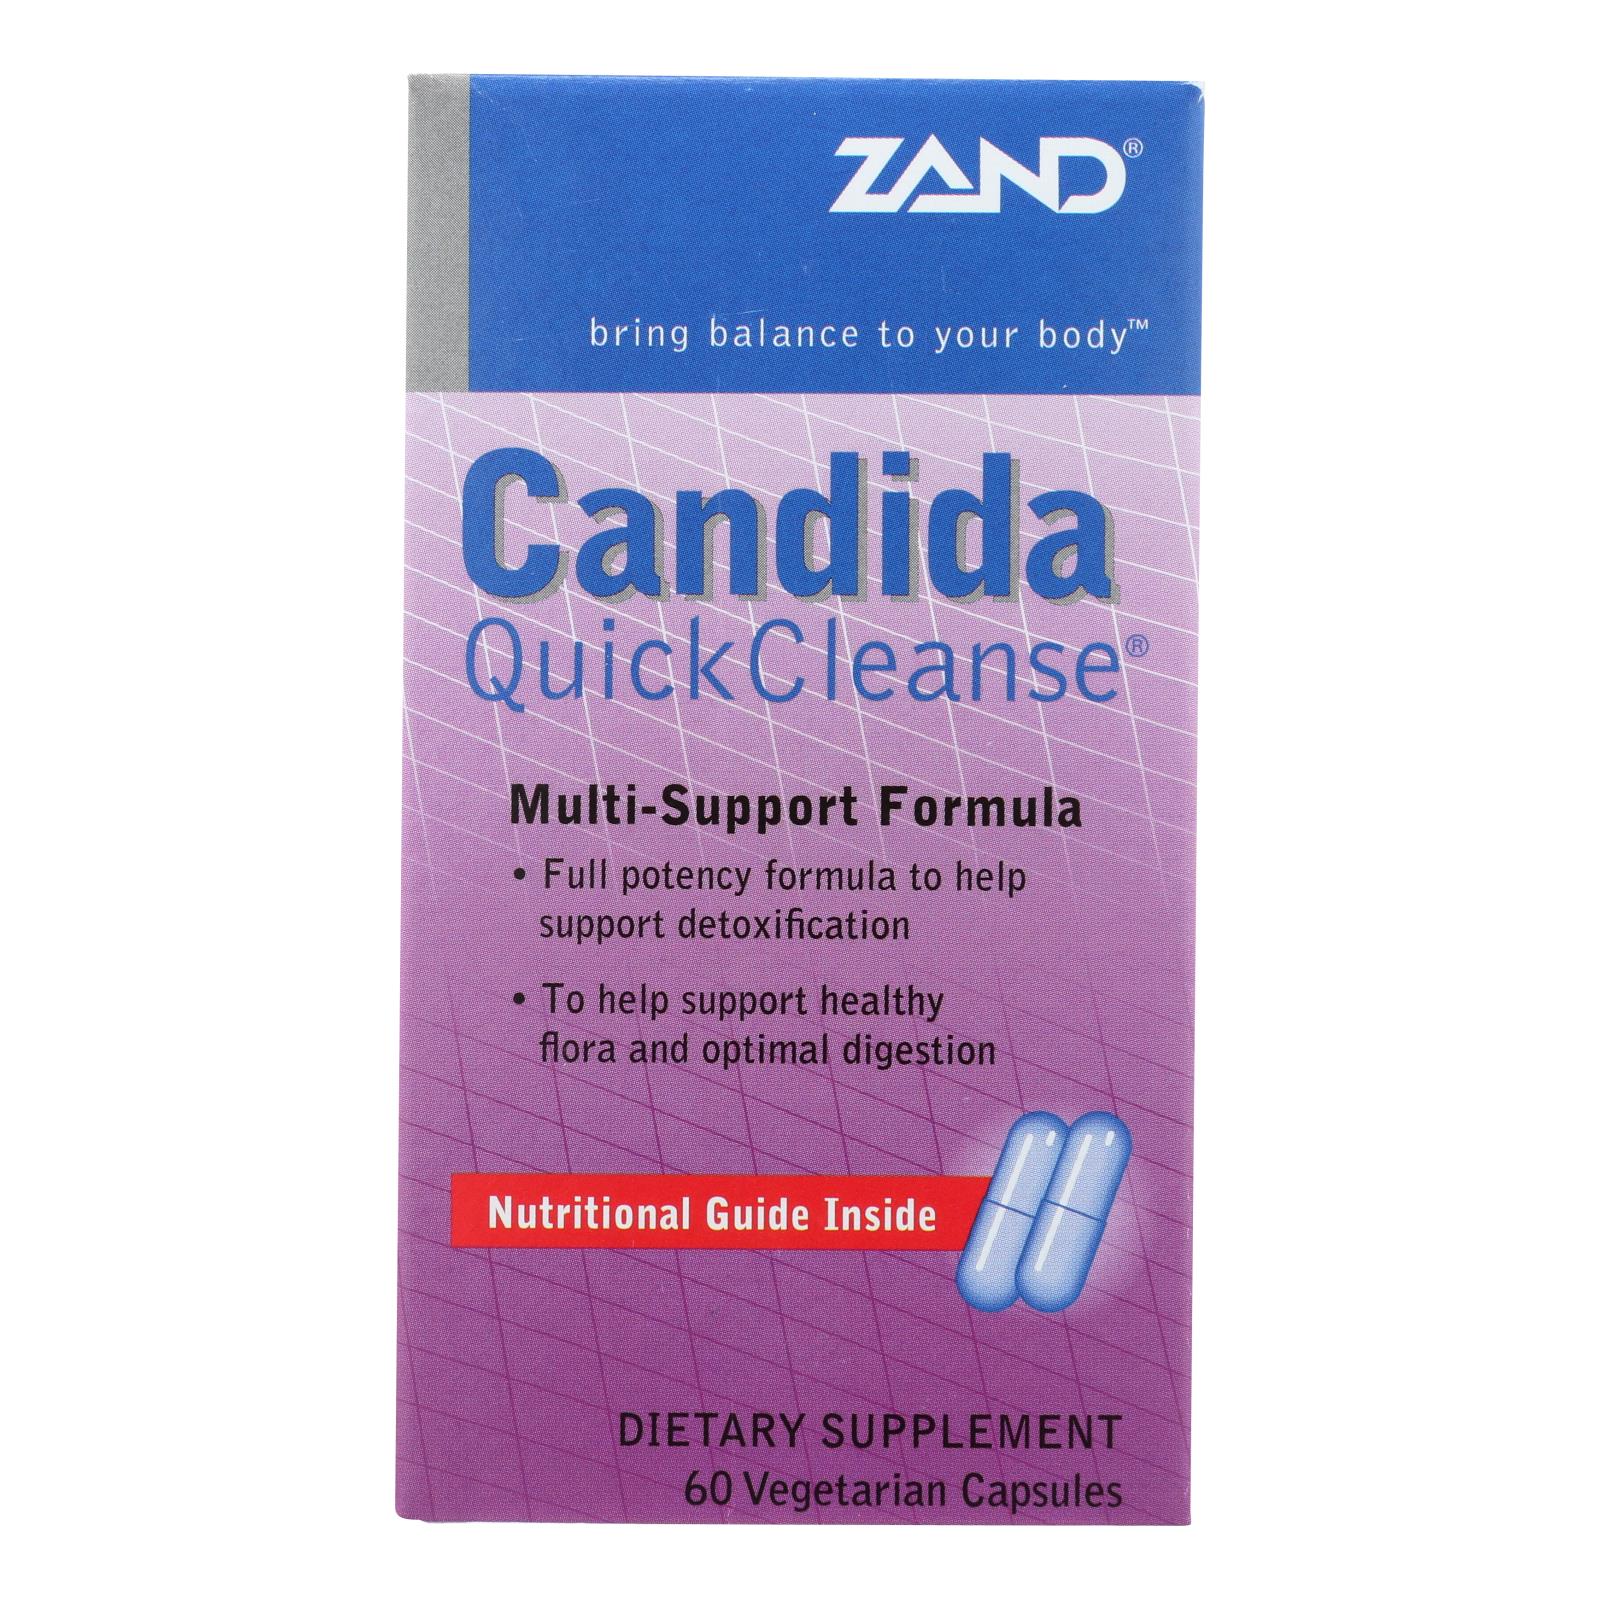 ZAND®
bring balance to your body™
Candida
QuickCleanse®
Multi-Support Formula
• Full potency formula to help
support detoxification
• To help support healthy
flora and optimal digestion
Nutritional Guide Inside
DIETARY SUPPLEMENT
60 Vegetarian Capsules